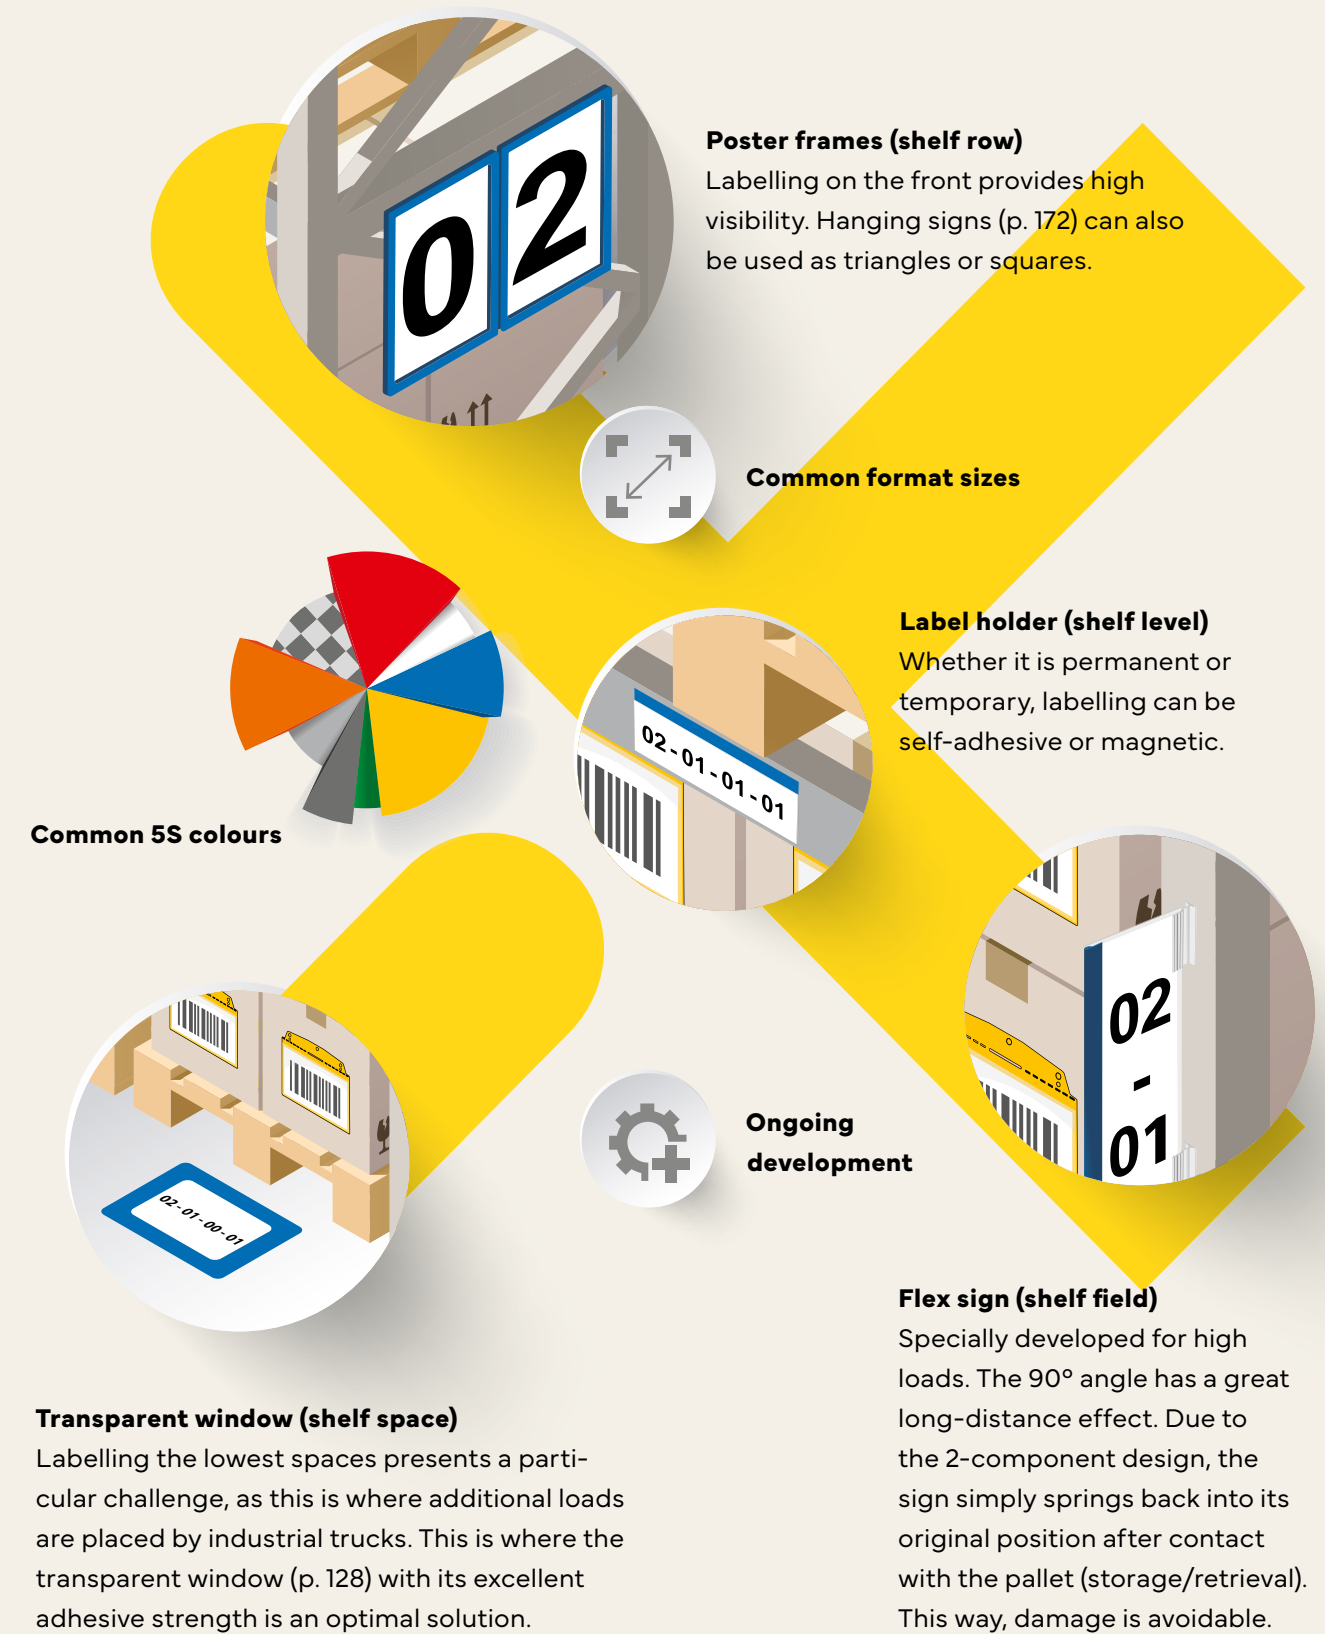 02
Poster frames (shelf row)
Labelling on the front provides high
visibility. Hanging signs (p. 172) can also
be used as triangles or squares.
Common format sizes
Label holder (shelf level)
Whether it is permanent or
temporary, labelling can be
self-adhesive or magnetic.
02-01-01-01
Common 5S colours
02
-
01
Ongoing
development
02-01-00-01
Flex sign (shelf field)
Specially developed for high
loads. The 90° angle has a great
long-distance effect. Due to
the 2-component design, the
sign simply springs back into its
original position after contact
with the pallet (storage/retrieval).
This way, damage is avoidable.
Transparent window (shelf space)
Labelling the lowest spaces presents a parti-
cular challenge, as this is where additional loads
are placed by industrial trucks. This is where the
transparent window (p. 128) with its excellent
adhesive strength is an optimal solution.